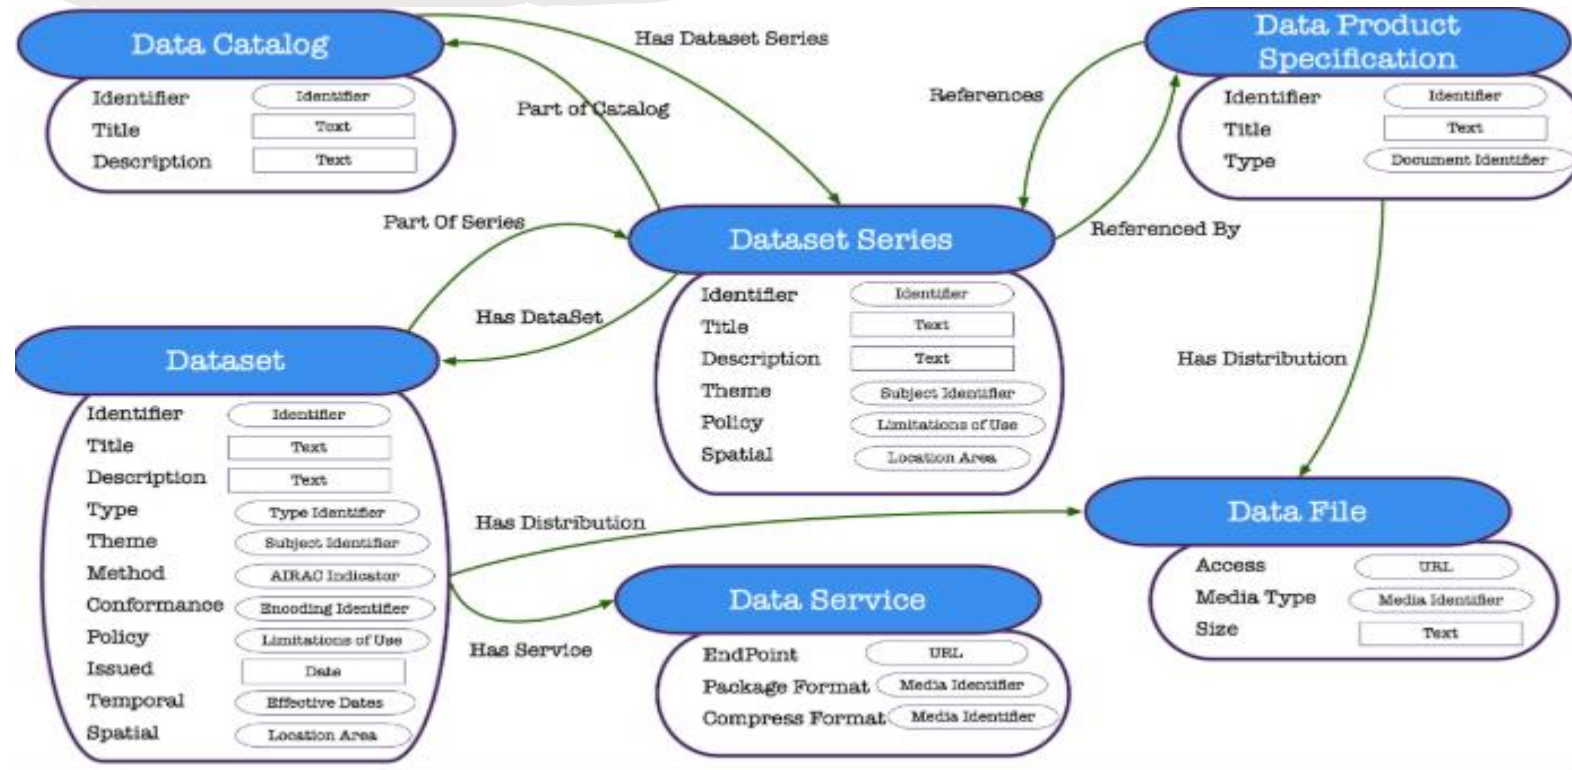 Data Catalog
Identifier Identifier
Title Text
Description Text
Has Dataset Series
Part of Catalog
Data Product
Specification
Identifier Identifier
Title Text
Type Document Identifier
References
Referenced By
Part Of Series
Has DataSet
Dataset Series
Identifier Identifier
Title Text
Description Text
Theme Subject Identifier
Policy Limitations of Use
Spatial Location Area
Has Distribution
Dataset
Identifier Identifier
Title Text
Description Text
Type Type Identifier
Theme Subject Identifier
Method AIRAC Indicator
Conformance Encoding Identifier
Policy Limitations of Use
Issued Date
Temporal Effective Dates
Spatial Location Area
Has Distribution
Has Service
Data Service
EndPoint URL
Package Format Media Identifier
Compress Format Media Identifier
Data File
Access URL
Media Type Media Identifier
Size Text